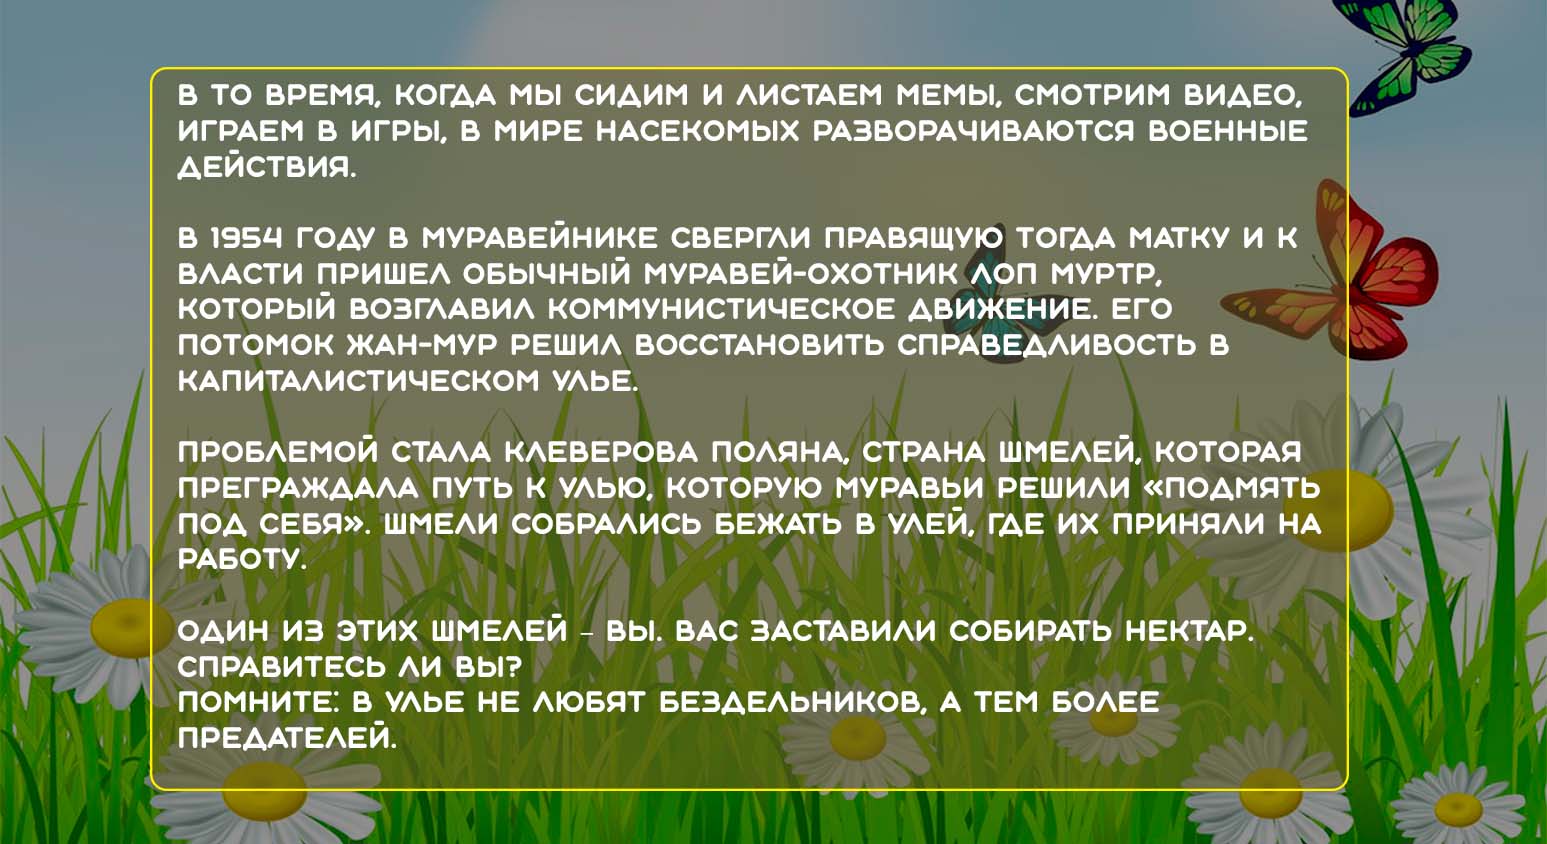 В ТО ВРЕМЯ, КОГДА МЫ СИДИМ И ЛИСТАЕМ МЕМЫ, СМОТРИМ ВИДЕО,
ИГРАЕМ В ИГРЫ, В МИРЕ НАСЕКОМЫХ РАЗВОРАЧИВАЮТСЯ ВОЕННЫЕ
ДЕЙСТВИЯ.
В 1954 ГОДУ В МУРАВЕЙНИКЕ СВЕРГЛИ ПРАВЯЩУЮ ТОГДА МАТКУ И К
ВЛАСТИ ПРИШЕЛ ОБЫЧНЫЙ МУРАВЕЙ-ОХОТНИК ЛОП МУРТР,
КОТОРЫЙ ВОЗГЛАВИЛ КОММУНИСТИЧЕСКОЕ ДВИЖЕНИЕ. ЕГО
ПОТОМОК ЖАН-МУР РЕШИЛ ВОССТАНОВИТЬ СПРАВЕДЛИВОСТЬ В
КАПИТАЛИСТИЧЕСКОМ УЛЬЕ.
ПРОБЛЕМОЙ СТАЛА КЛЕВЕРОВА ПОЛЯНА, СТРАНА ШМЕЛЕЙ, КОТОРАЯ
ПРЕГРАЖДАЛА ПУТЬ К УЛЬЮ, КОТОРУЮ МУРАВЬИ РЕШИЛИ «ПОДМЯТЬ
ПОД СЕБЯ». ШМЕЛИ СОБРАЛИСЬ БЕЖАТЬ В УЛЕЙ, ГДЕ ИХ ПРИНЯЛИ НА
РАБОТУ.
ОДИН ИЗ ЭТИХ ШМЕЛЕЙ – ВЫ. ВАС ЗАСТАВИЛИ СОБИРАТЬ НЕКТАР.
СПРАВИТЕСЬ ЛИ ВЫ?
ПОМНИТЕ: В УЛЬЕ НЕ ЛЮБЯТ БЕЗДЕЛЬНИКОВ, А ТЕМ БОЛЕЕ
ПРЕДАТЕЛЕЙ.